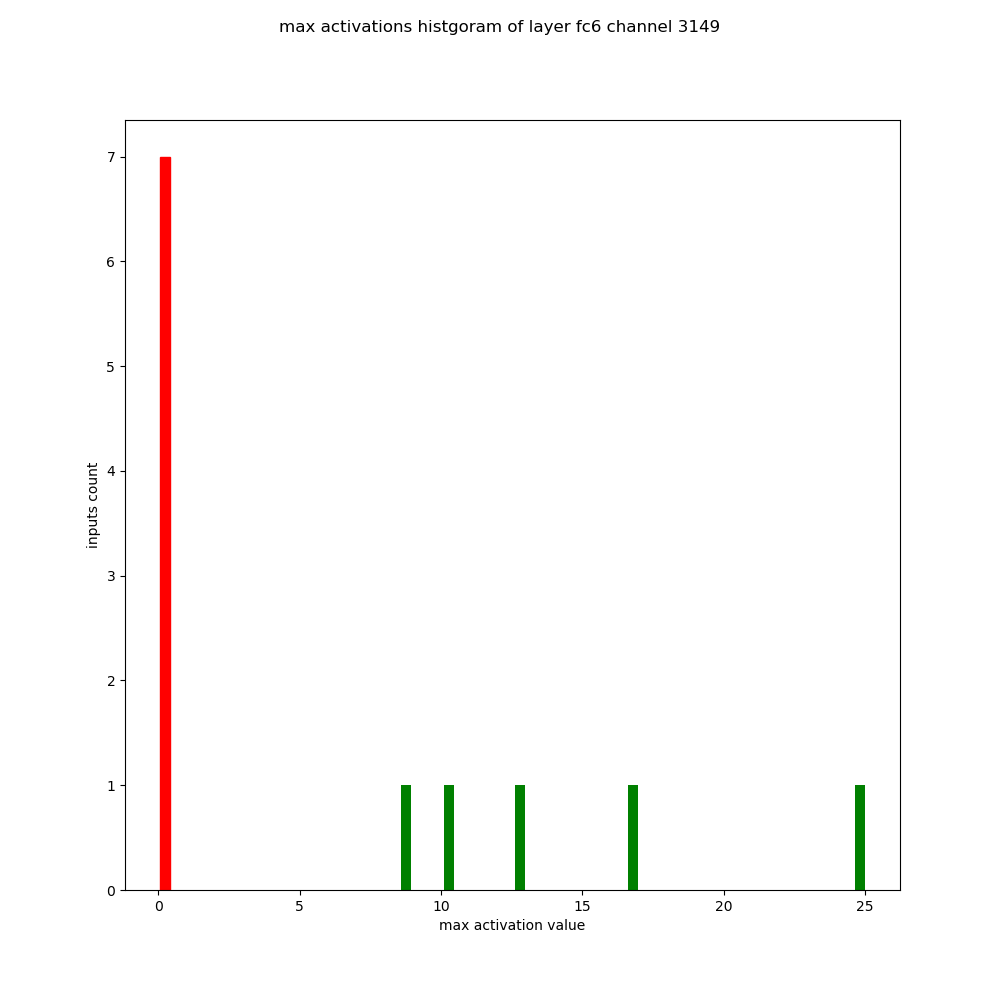 max activations histgoram of layer fc6 channel 3149
7
6
5
4
3
2
1
0
inputs count
0 5 10 15 20 25
max activation value